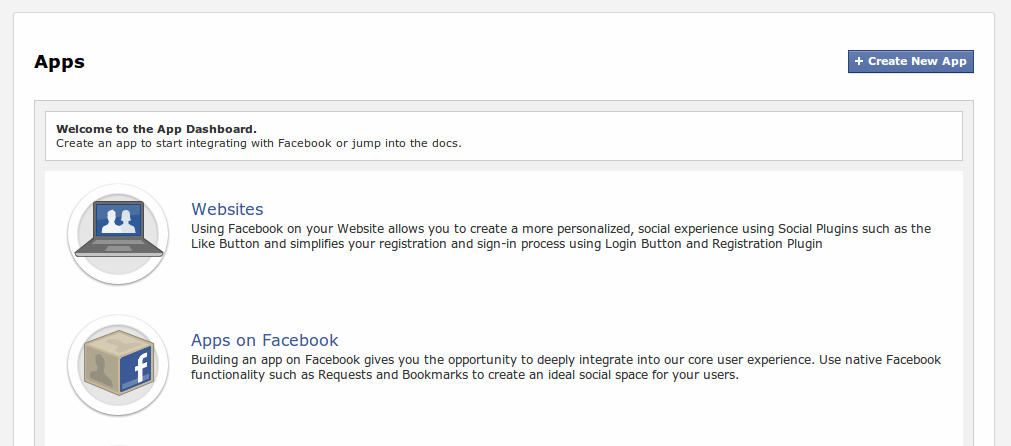 Apps
+ Create New App
Welcome to the App Dashboard.
Create an app to start integrating with Facebook or jump into the docs.
Websites
Using Facebook on your Website allows you to create a more personalized, social experience using Social Plugins such as the
Like Button and simplifies your registration and sign-in process using Login Button and Registration Plugin
Apps on Facebook
Building an app on Facebook gives you the opportunity to deeply integrate into our core user experience. Use native Facebook
functionality such as Requests and Bookmarks to create an ideal social space for your users.
f